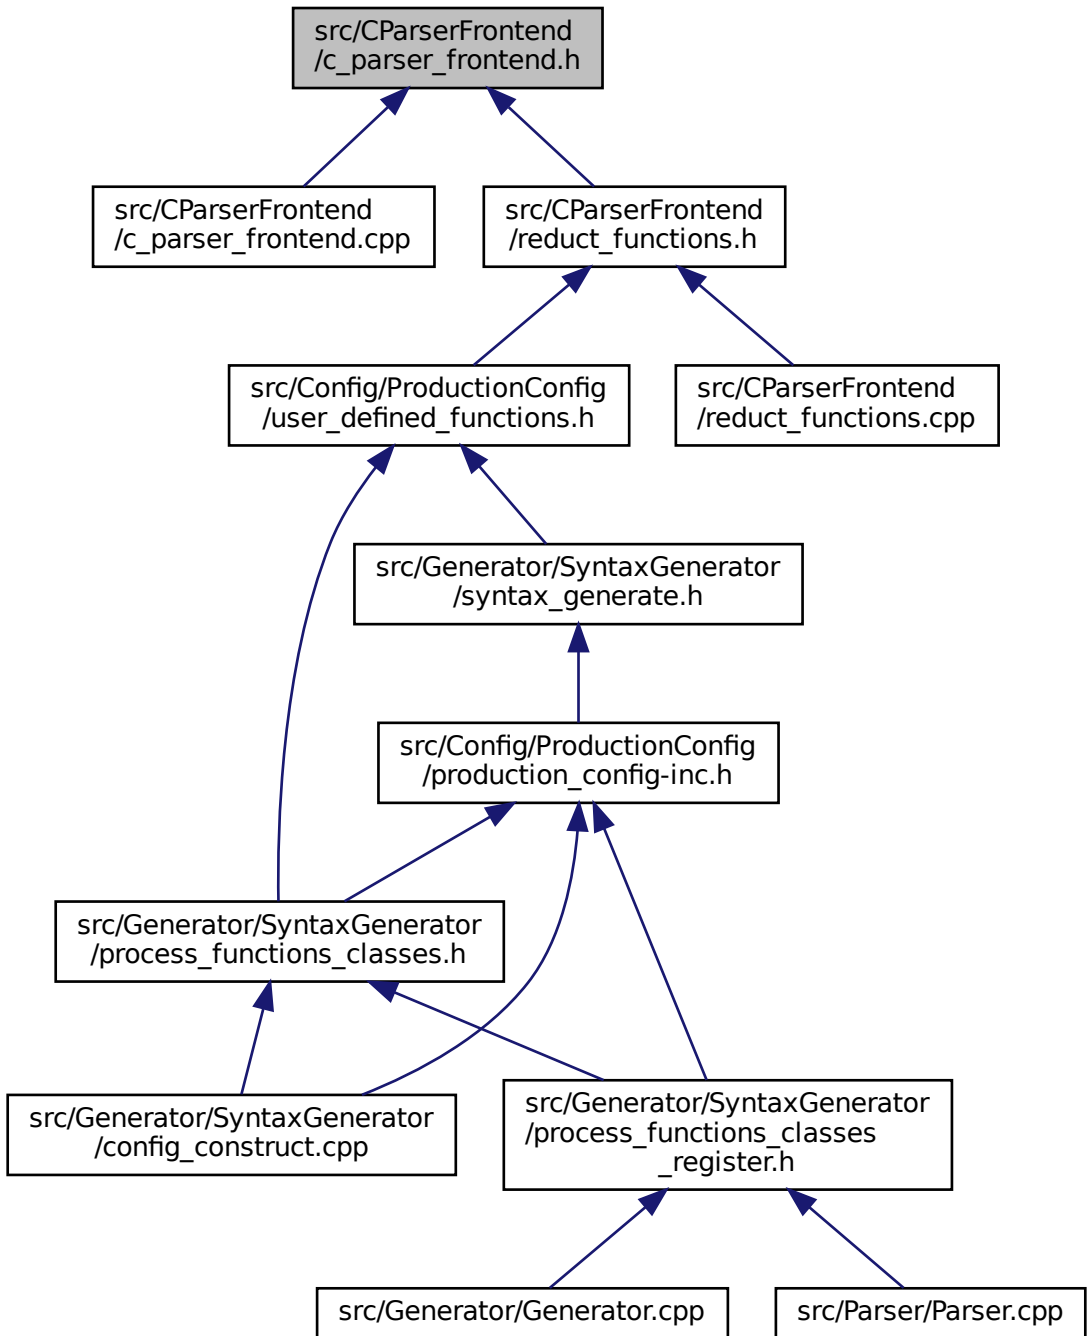 src/CParserFrontend
/c_parser_frontend.h
src/CParserFrontend
/c_parser_frontend.cpp
src/CParserFrontend
/reduct_functions.h
src/Config/ProductionConfig
/user_defined_functions.h
src/CParserFrontend
/reduct_functions.cpp
src/Generator/SyntaxGenerator
/syntax_generate.h
src/Config/ProductionConfig
/production_config-inc.h
src/Generator/SyntaxGenerator
/process_functions_classes.h
src/Generator/SyntaxGenerator
/config_construct.cpp
src/Generator/SyntaxGenerator
/process_functions_classes
_register.h
src/Generator/Generator.cpp
src/Parser/Parser.cpp